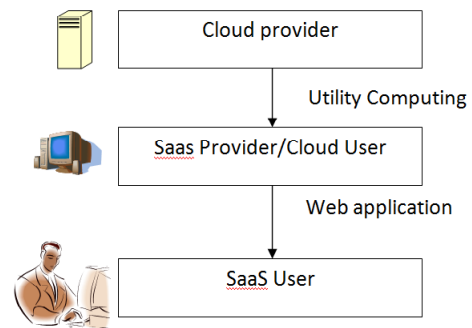 Cloud provider
Utility Computing
Saas Provider/Cloud User
Web application
SaaS User